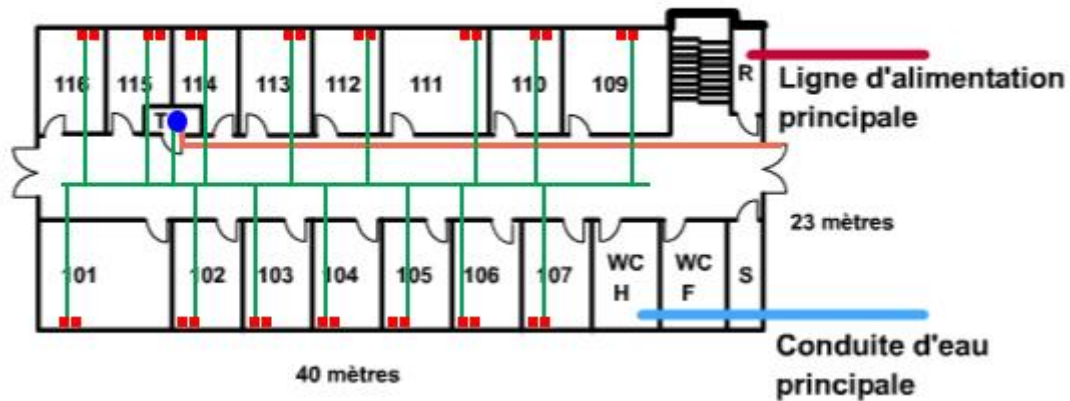 116 115 114 113 112 111 110 109 R
T
Ligne d'alimentation
principale
23 mètres
101 102 103 104 105 106 107 WC H WC F S
40 mètres
Conduite d'eau
principale